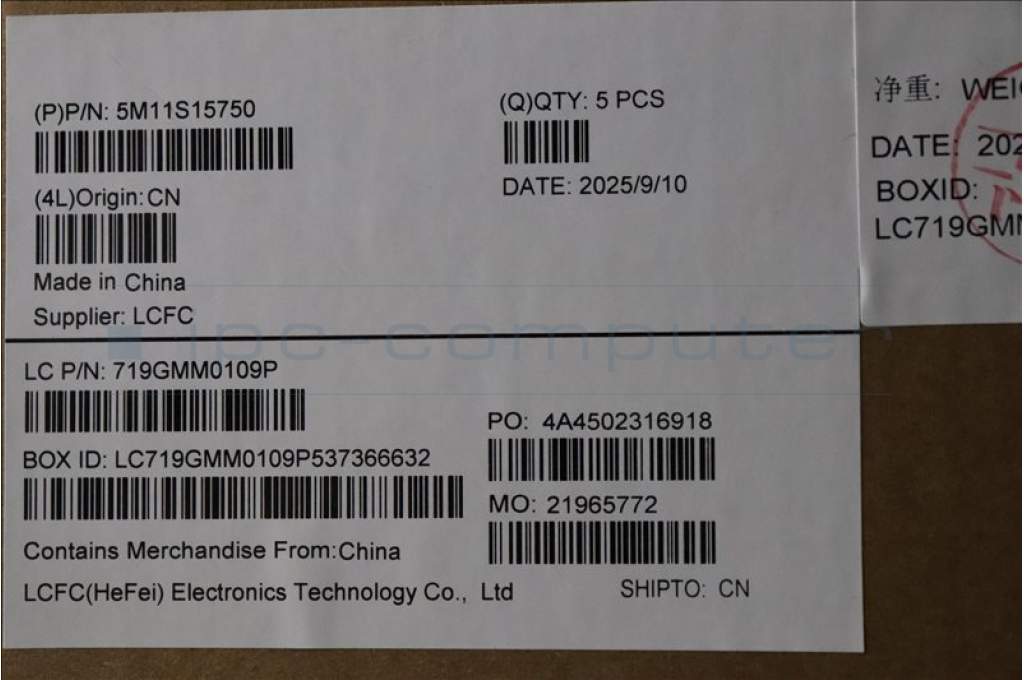 (P)P/N: 5M11S15750
(Q)QTY: 5 PCS
DATE: 2025/9/10
(4L)Origin:CN
Made in China
Supplier: LCFC
ipc-computer
LC P/N: 719GMM0109P
PO: 4A4502316918
BOX ID: LC719GMM0109P537366632
MO: 21965772
Contains Merchandise From:China
LCFC(HeFei) Electronics Technology Co., Ltd
SHIPTO: CN
净重:
DATE:
BOXID: